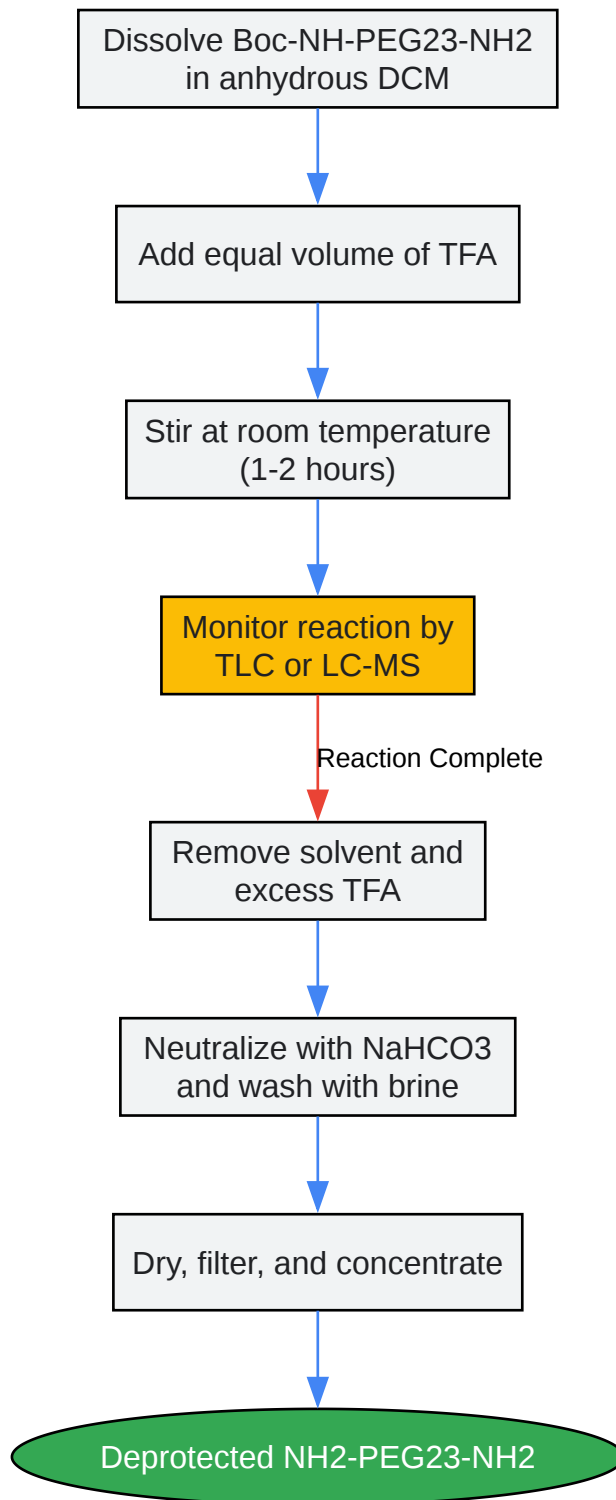 Dissolve Boc-NH-PEG23-NH2
in anhydrous DCM
Add equal volume of TFA
Stir at room temperature
(1-2 hours)
Monitor reaction by
TLC or LC-MS
Reaction Complete
Remove solvent and
excess TFA
Neutralize with NaHCO3
and wash with brine
Dry, filter, and concentrate
Deprotected NH2-PEG23-NH2